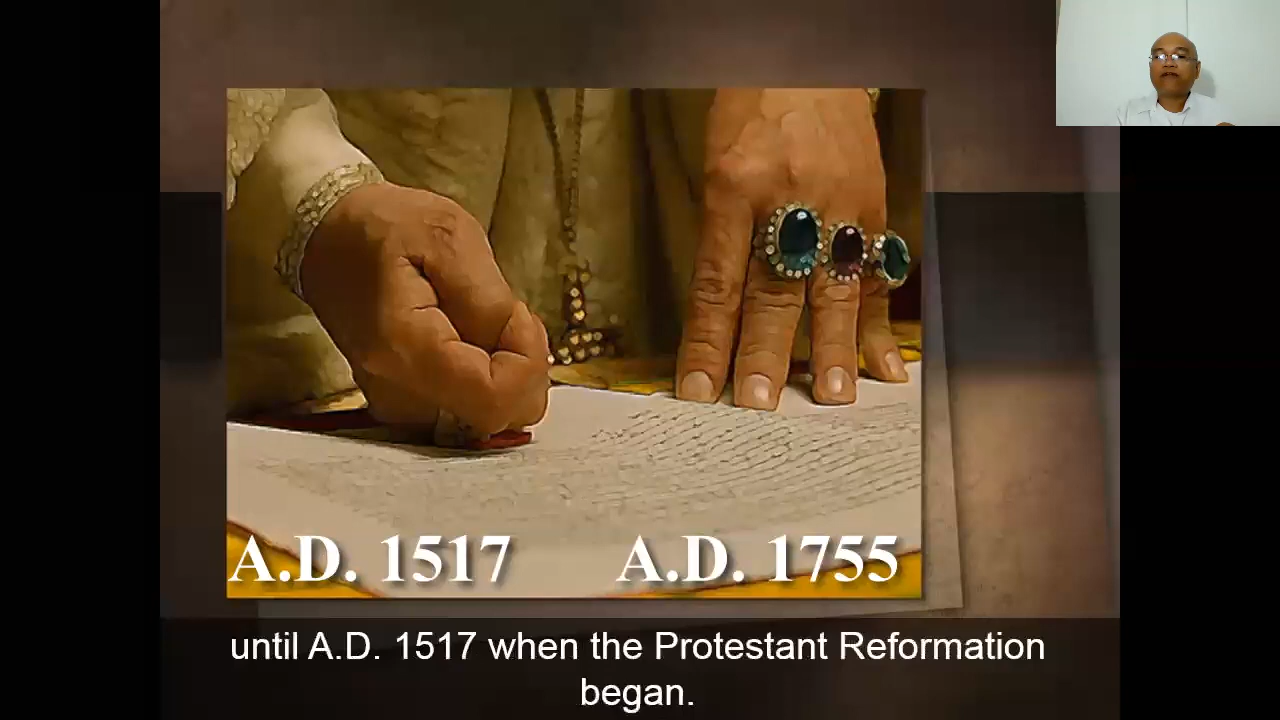 A.D. 1517 A.D. 1755
until A.D. 1517 when the Protestant Reformation
began.